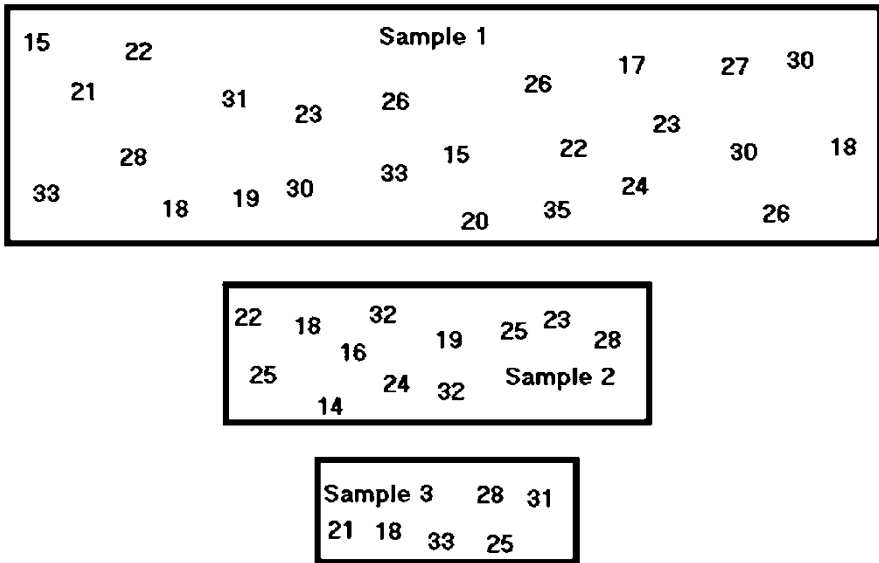 Sample 1
15 22 17 27 30
21 31 23 26 26 23
28 33 15 22 30 18
33 18 19 30 20 35 24 26
22 18 32 19 25 23 28
16
25 24 32 Sample 2
14
Sample 3 28 31
21 18 33 25